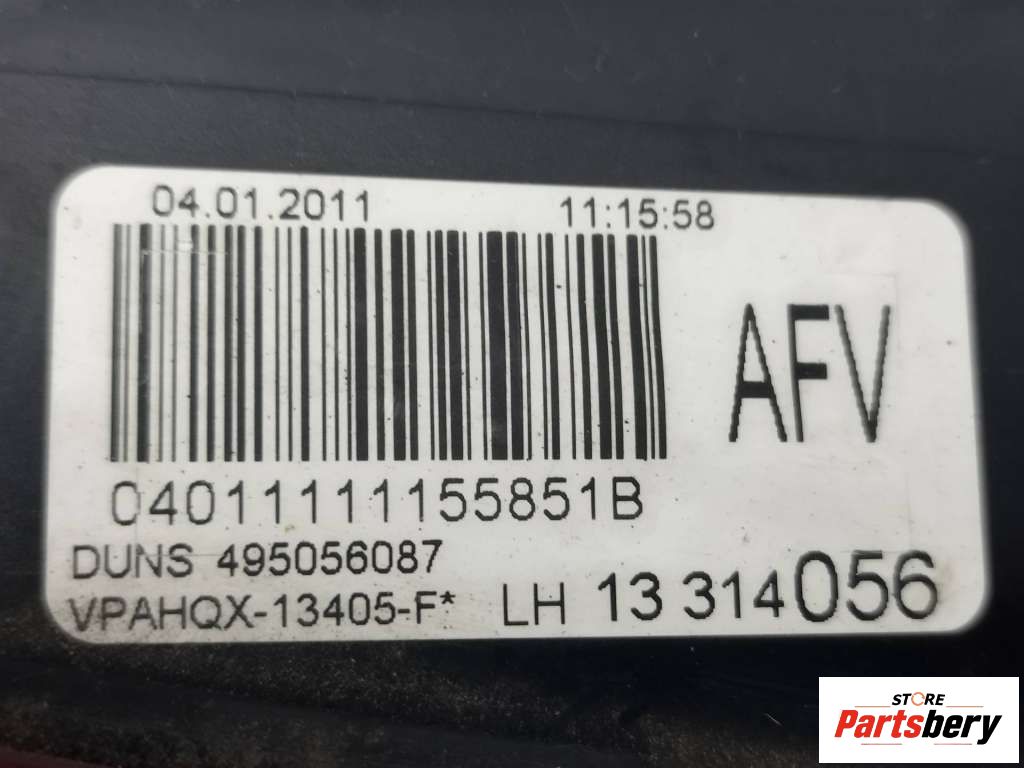 04.01.2011 11:15:58
AFV
0401111155851B
DUNS 495056087
VPAHQX-13405-F* LH 13 314056
STORE
Partsbery